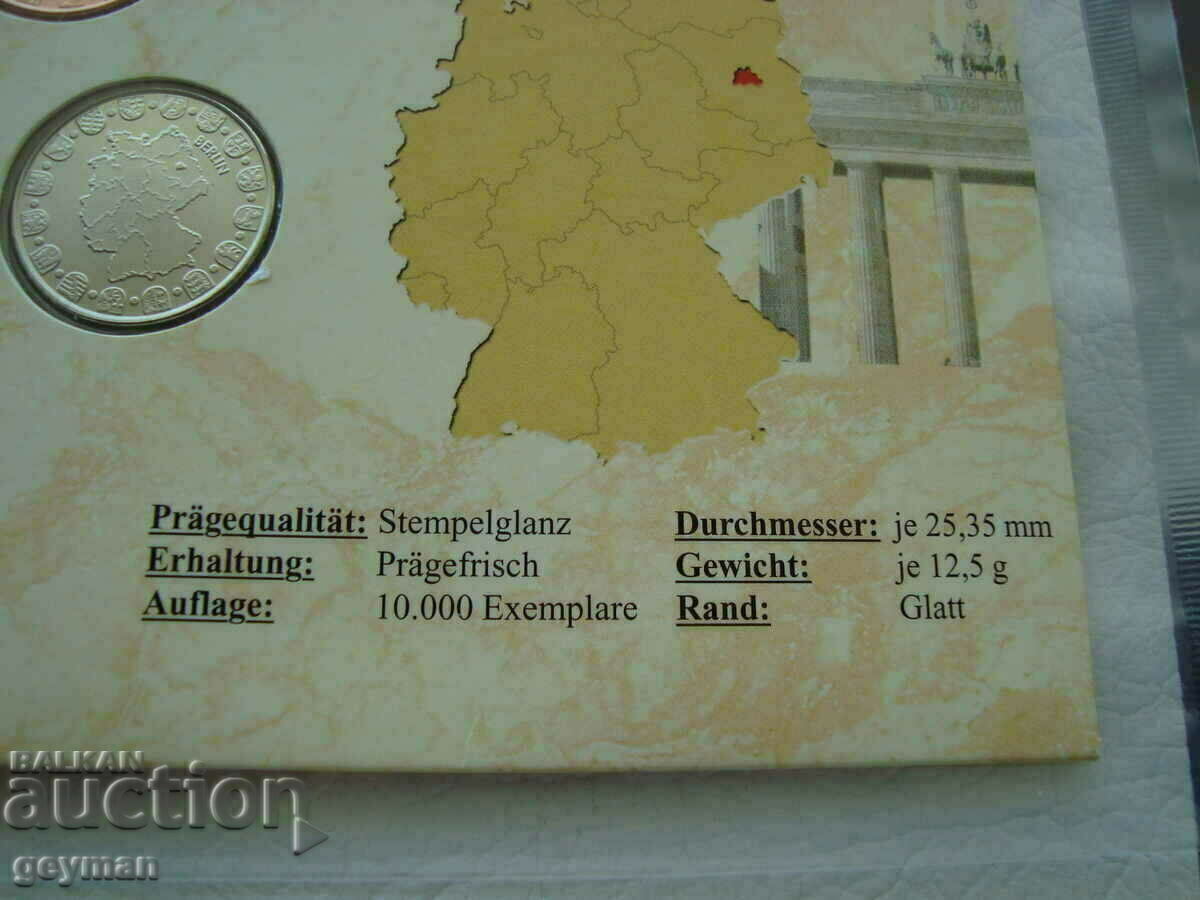 BERLIN
Prägequalität: Stempelglanz
Erhaltung: Prägefrisch
Auflage: 10.000 Exemplare
Durchmesser: je 25,35 mm
Gewicht: je 12,5 g
Rand: Glatt
BALKAN
auction
geyman